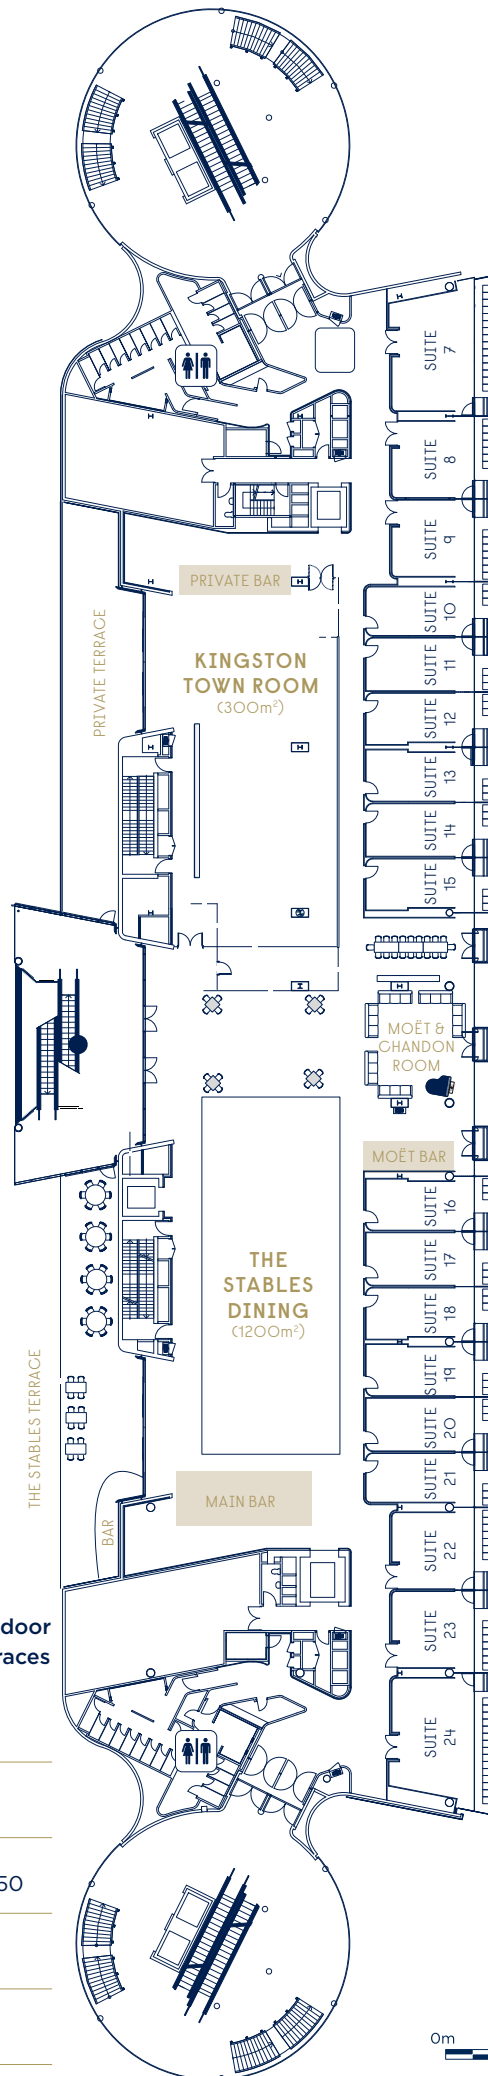 SUITE
7
SUITE
8
SUITE
9
PRIVATE BAR
SUITE
10
PRIVATE TERRACE
KINGSTON
TOWN ROOM
(300m²)
SUITE
11
SUITE
12
SUITE
13
SUITE
14
SUITE
15
MOËT &
CHANDON
ROOM
MOËT BAR
SUITE
16
SUITE
17
THE
STABLES
DINING
(1200m²)
SUITE
18
SUITE
19
THE STABLES TERRACE
SUITE
20
SUITE
21
MAIN BAR
BAR
SUITE
22
door
races
SUITE
23
SUITE
24
50
0m